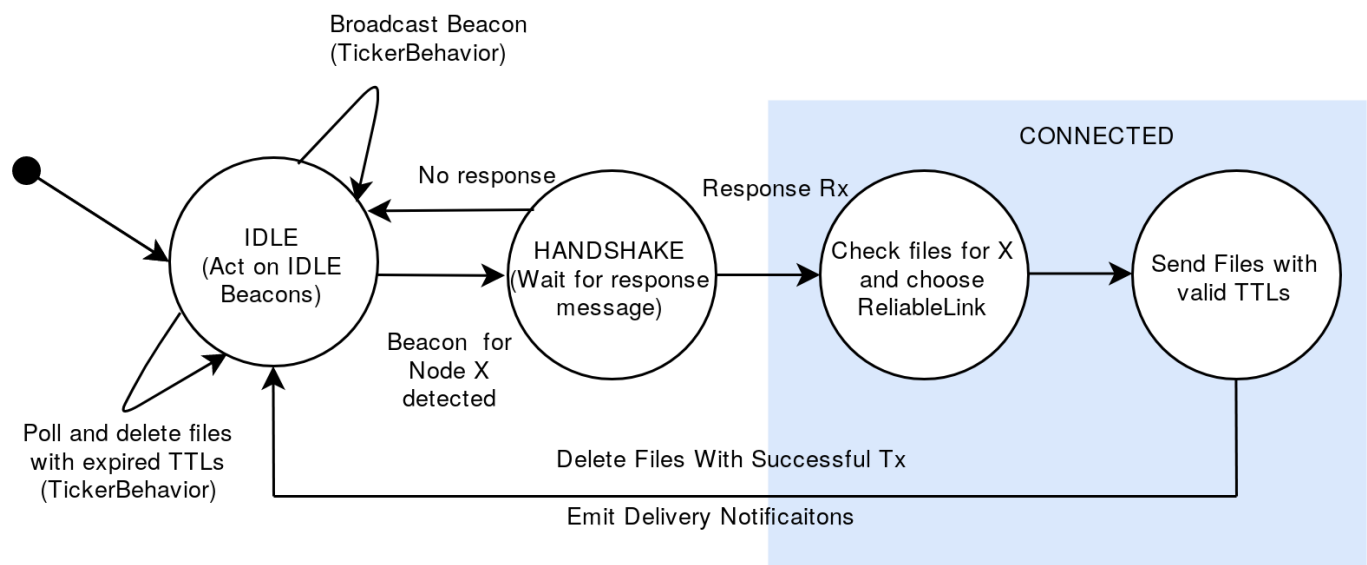 Broadcast Beacon
(TickerBehavior)
CONNECTED
No response
Response Rx
IDLE
(Act on IDLE
Beacons)
HANDSHAKE
(Wait for response
message)
Check files for X
and choose
ReliableLink
Send Files with
valid TTLs
Beacon for
Node X
detected
Poll and delete files
with expired TTLs
(TickerBehavior)
Delete Files With Successful Tx
Emit Delivery Notificaitons